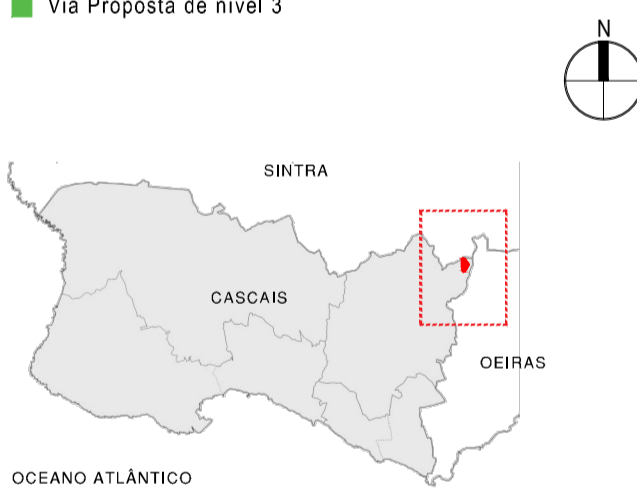 Via Proposta de nível 3
N
SINTRA
CASCAIS
OEIRAS
OCEANO ATLÂNTICO